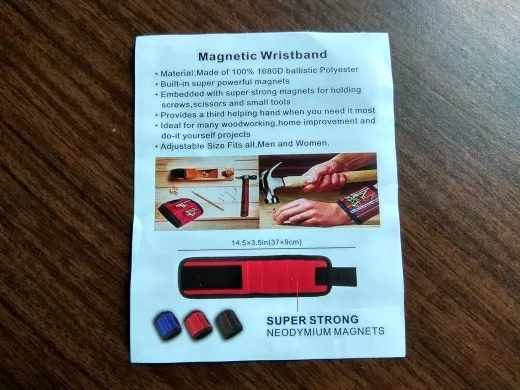 Magnetic Wristband
• Material:Made of 100% 1680D ballistic Polyester
• Built-in super powerful magnets
• Embedded with super strong magnets for holding
screws,scissors and small tools
• Provides a third helping hand when you need it most
• Ideal for many woodworking,home improvement and
do-it yourself projects
• Adjustable Size Fits all,Men and Women.
14.5×3.5in(37×9cm)
SUPER STRONG
NEODYMIUM MAGNETS